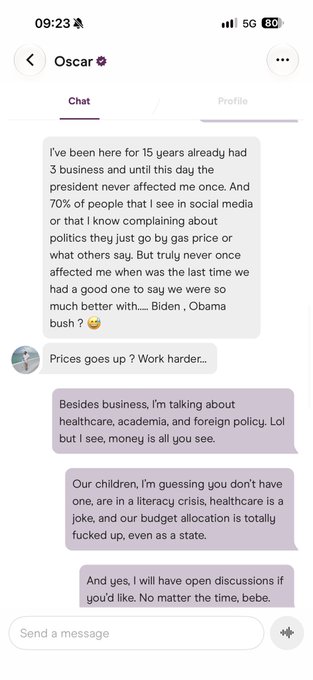 09:23
5G 80
Oscar
Chat
Profile
I've been here for 15 years already had
3 business and until this day the
president never affected me once. And
70% of people that I see in social media
or that I know complaining about
politics they just go by gas price or
what others say. But truly never once
affected me when was the last time we
had a good one to say we were so
much better with..... Biden , Obama
bush ? 😅
Prices goes up ? Work harder...
Besides business, I'm talking about
healthcare, academia, and foreign policy. Lol
but I see, money is all you see.
Our children, I'm guessing you don't have
one, are in a literacy crisis, healthcare is a
joke, and our budget allocation is totally
fucked up, even as a state.
And yes, I will have open discussions if
you'd like. No matter the time, bebe.
Send a message